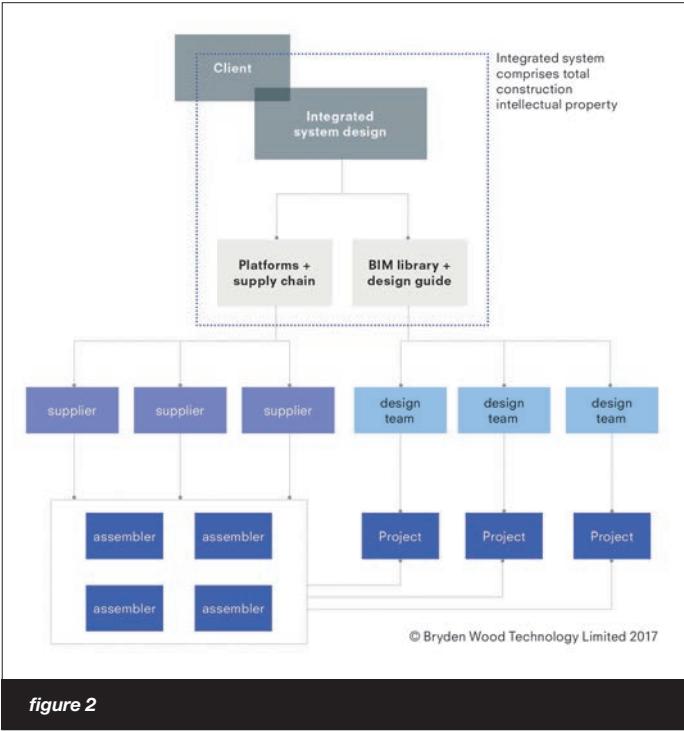 Client
Integrated system
comprises total
construction
intellectual property
Integrated
system design
Platforms +
supply chain
BIM library +
design guide
supplier
supplier
supplier
design
team
design
team
design
team
assembler
assembler
Project
Project
Project
assembler
assembler
© Bryden Wood Technology Limited 2017
figure 2